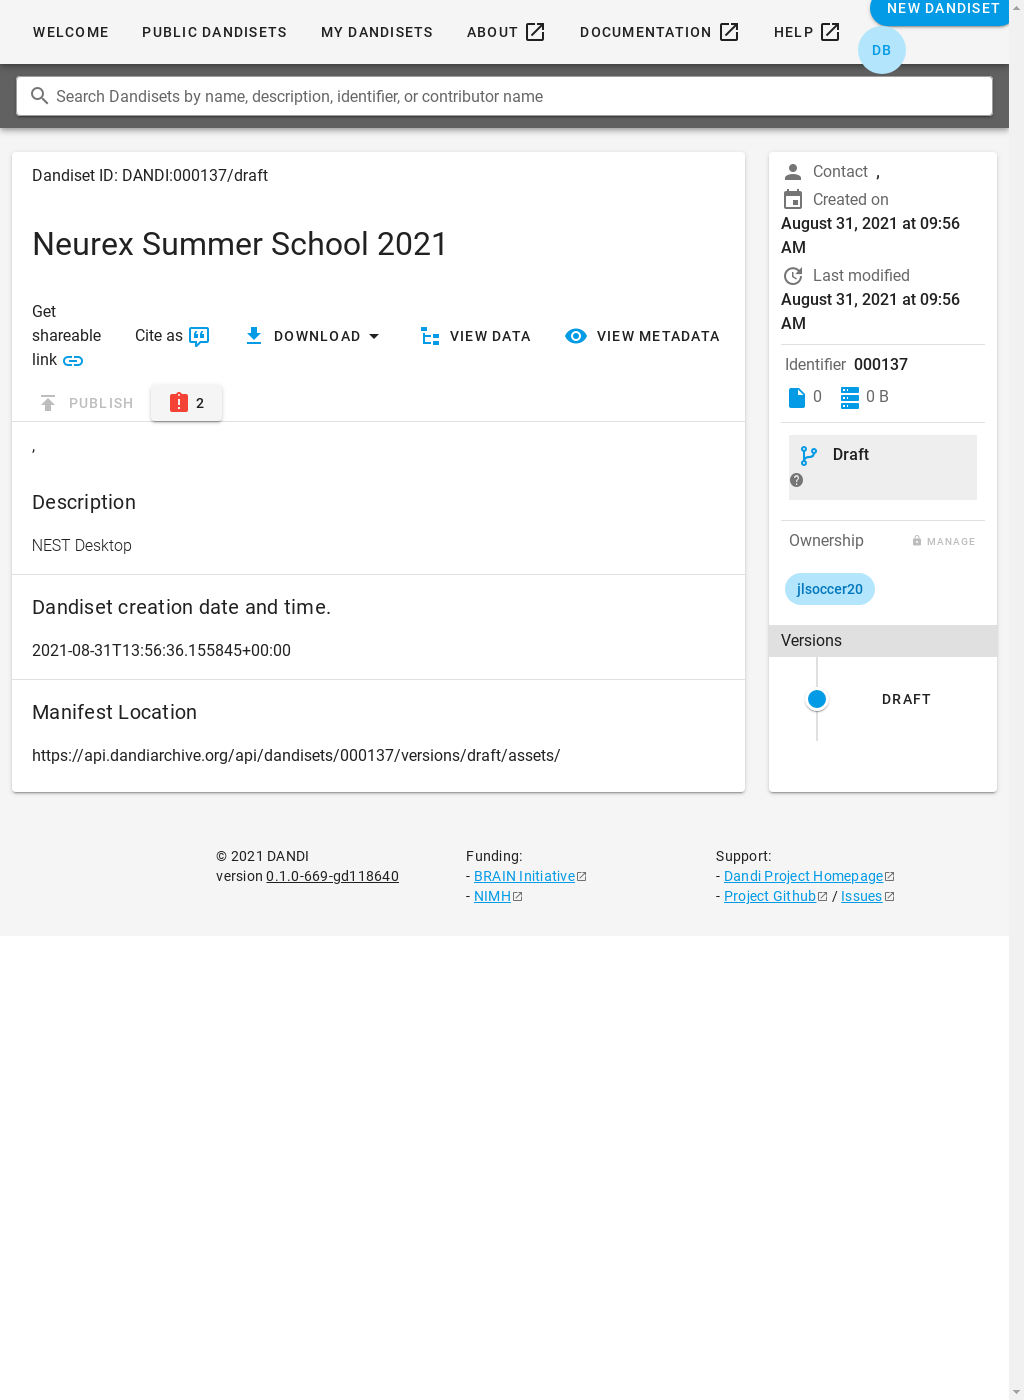 WELCOME
PUBLIC DANDISETS
MY DANDISETS
ABOUT
DOCUMENTATION
HELP
NEW DANDISET
DB
Search Dandisets by name, description, identifier, or contributor name
Dandiset ID: DANDI:000137/draft
Neurex Summer School 2021
Get
shareable
link
Cite as
DOWNLOAD
VIEW DATA
VIEW METADATA
PUBLISH
2
,
Description
NEST Desktop
Dandiset creation date and time.
2021-08-31T13:56:36.155845+00:00
Manifest Location
https://api.dandiarchive.org/api/dandisets/000137/versions/draft/assets/
Contact ,
Created on
August 31, 2021 at 09:56
AM
Last modified
August 31, 2021 at 09:56
AM
Identifier 000137
0
0 B
Draft
Ownership
MANAGE
jlsoccer20
Versions
DRAFT
© 2021 DANDI
version 0.1.0-669-gd118640
Funding:
- BRAIN Initiative
- NIMH
Support:
- Dandi Project Homepage
- Project Github / Issues